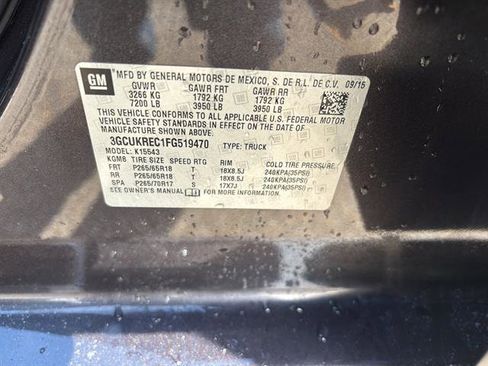 GM MFD BY GENERAL MOTORS DE MEXICO, S. DE R.L. DE C.V. 09/15
GVWR GAWR FRT GAWR RR
3266 KG 1792 KG 1792 KG
7200 LB 3950 LB 3950 LB
THIS VEHICLE CONFORMS TO ALL APPLICABLE U.S. FEDERAL MOTOR
VEHICLE SAFETY AND THEFT PREVENTION STANDARDS IN EFFECT
ON THE DATE OF MANUFACTURE SHOWN ABOVE.
3GCUKREC1FG519470 TYPE: TRUCK
MODEL: K15543
KGM8 TIRE SIZE SPEED RTG RIM COLD TIRE PRESSURE
FRT P265/65R18 T 18X8.5J 240KPA(35PSI)
RR P265/65R18 T 18X8.5J 240KPA(35PSI)
SPA P265/70R17 S 17X7J 240KPA(35PSI)
SEE OWNER'S MANUAL FOR MORE INFORMATION.